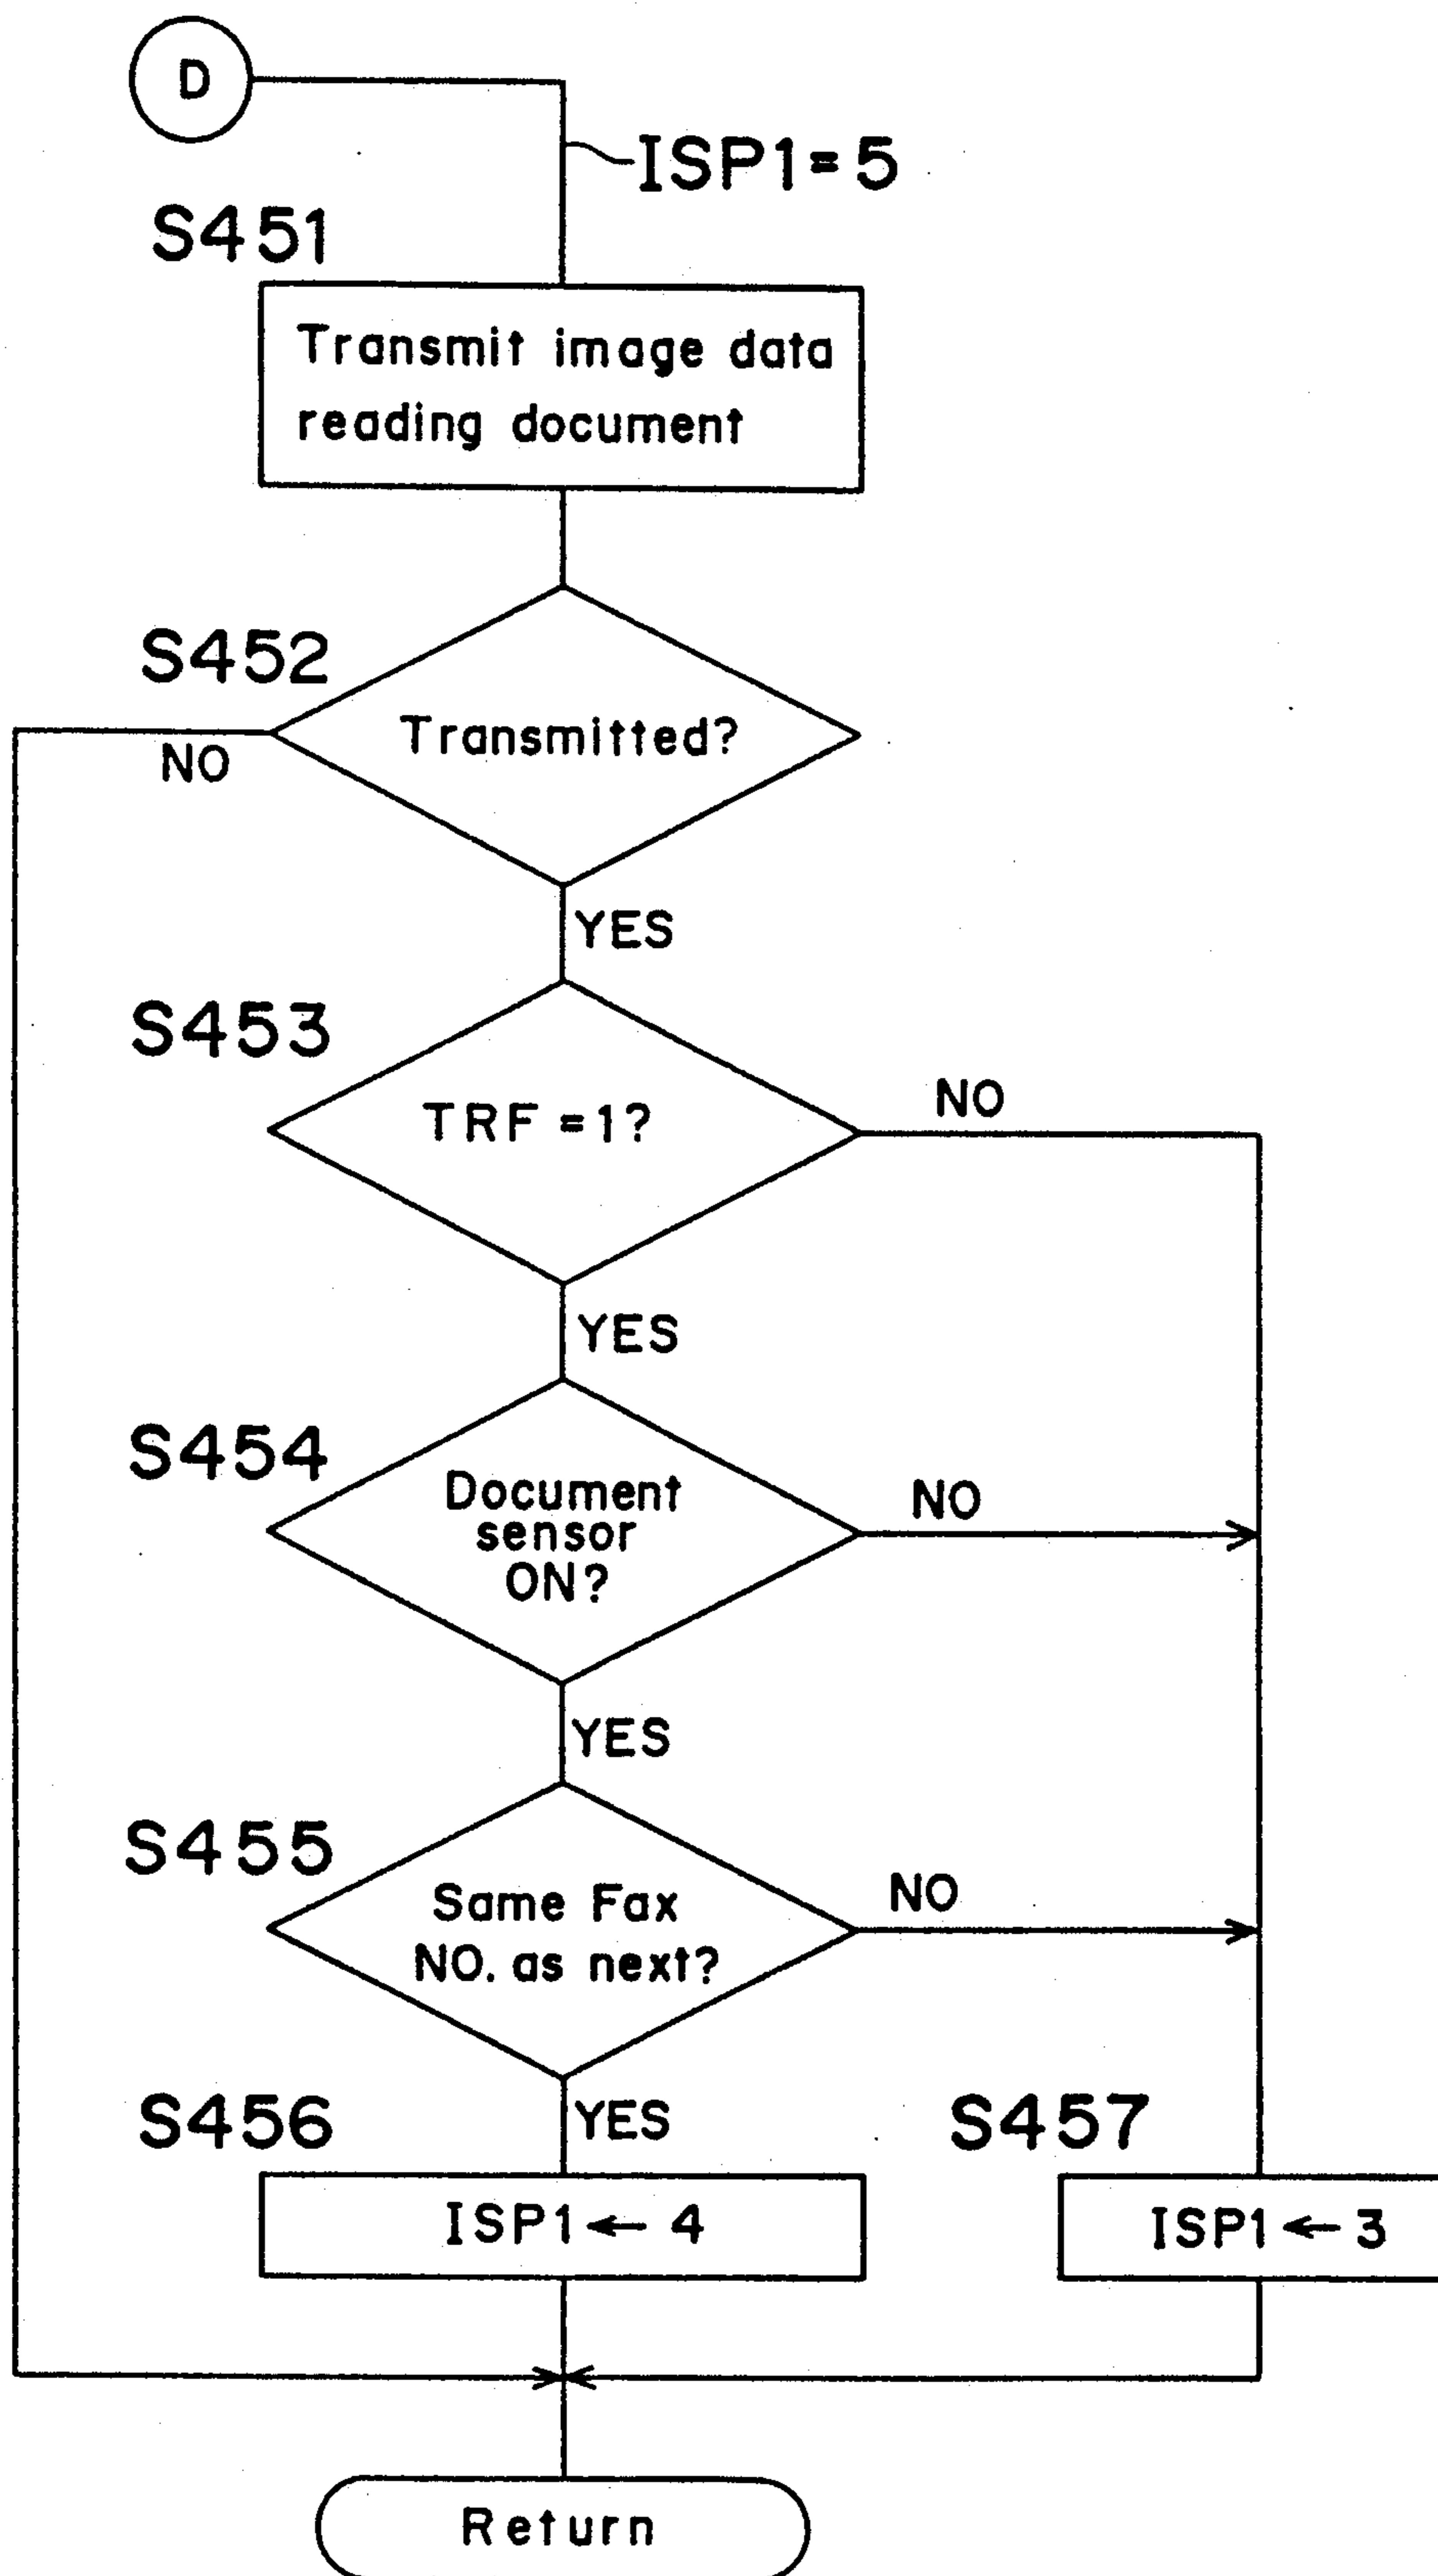 D
ISP1=5
S451
Transmit image data
reading document
S452
Transmitted?
NO
YES
S453
TRF =1?
NO
YES
S454
Document
sensor
ON?
NO
YES
S455
Same Fax
NO. as next?
NO
YES
S456
ISP1 ← 4
S457
ISP1 ← 3
Return